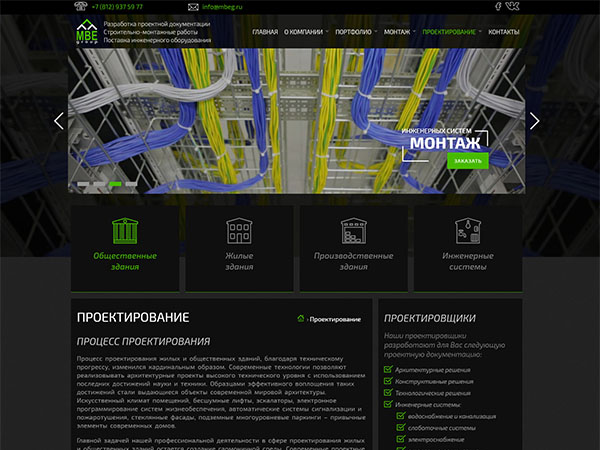 +7 (812) 937 59 77
info@mbeg.ru
MBE
group
Разработка проектной документации
Строительно-монтажные работы
Поставка инженерного оборудования
ГЛАВНАЯ О КОМПАНИИ ПОРТФОЛИО МОНТАЖ ПРОЕКТИРОВАНИЕ КОНТАКТЫ
ИНЖЕНЕРНЫХ СИСТЕМ
МОНТАЖ
ЗАКАЗАТЬ
Общественные
здания
Жилые
здания
Производственные
здания
Инженерные
системы
ПРОЕКТИРОВАНИЕ
- Проектирование
ПРОЦЕСС ПРОЕКТИРОВАНИЯ
Процесс проектирования жилых и общественных зданий, благодаря техническому
прогрессу, изменился кардинальным образом. Современные технологии позволяют
реализовывать архитектурные проекты высокого технического уровня с использованием
последних достижений науки и техники. Образцами эффективного воплощения таких
достижений стали выдающиеся объекты современной мировой архитектуры.
Искусственный климат помещений, бесшумные лифты, эскалаторы, электронное
программирование систем жизнеобеспечения, автоматические системы сигнализации и
пожаротушения, стеклянные фасады, подземные многоуровневые паркинги – привычные
элементы современных домов.
Главной задачей нашей профессиональной деятельности в сфере проектирования жилых
и общественных зданий остается создание гармоничной среды. Современные проектные
ПРОЕКТИРОВЩИКИ
Наши проектировщики
разработают для Вас следующую
проектную документацию:
Архитектурные решения
Конструктивные решения
Технологические решения
Инженерные системы:
водоснабжение и канализация
слаботочные системы
электроснабжение